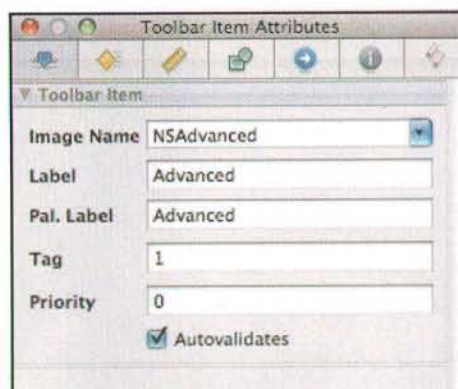 Toolbar Item Attributes
Toolbar Item
Image Name NSAdvanced
Label Advanced
Pal. Label Advanced
Tag 1
Priority 0
Autovalidates